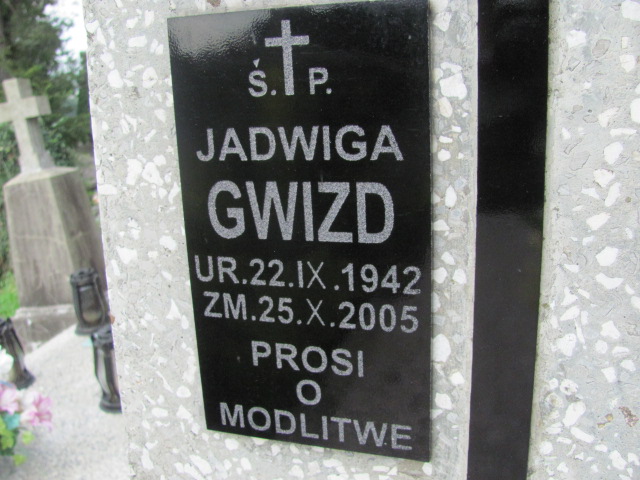 Ś. P.
JADWIGA
GWIZD
UR.22.IX.1942
ZM.25.X.2005
PROSI
O
MODLITWE